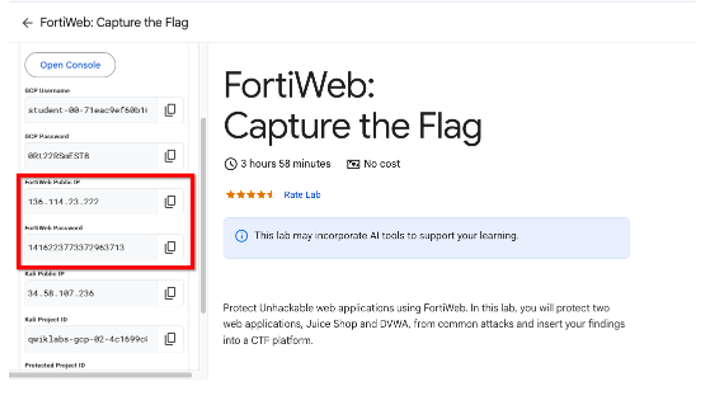 ← FortiWeb: Capture the Flag
Open Console
GCP Username
student-00-71eac9ef60b1
GCP Password
0Rt22RSmEST8
FortiWeb Public IP
136.114.23.222
FortiWeb Password
1416223773372963713
Kali Public IP
34.58.107.236
Kali Project ID
qwiklabs-gcp-02-4c1699c
Protected Project ID
FortiWeb:
Capture the Flag
3 hours 58 minutes No cost
Rate Lab
This lab may incorporate AI tools to support your learning.
Protect Unhackable web applications using FortiWeb. In this lab, you will protect two
web applications, Juice Shop and DVWA, from common attacks and insert your findings
into a CTF platform.